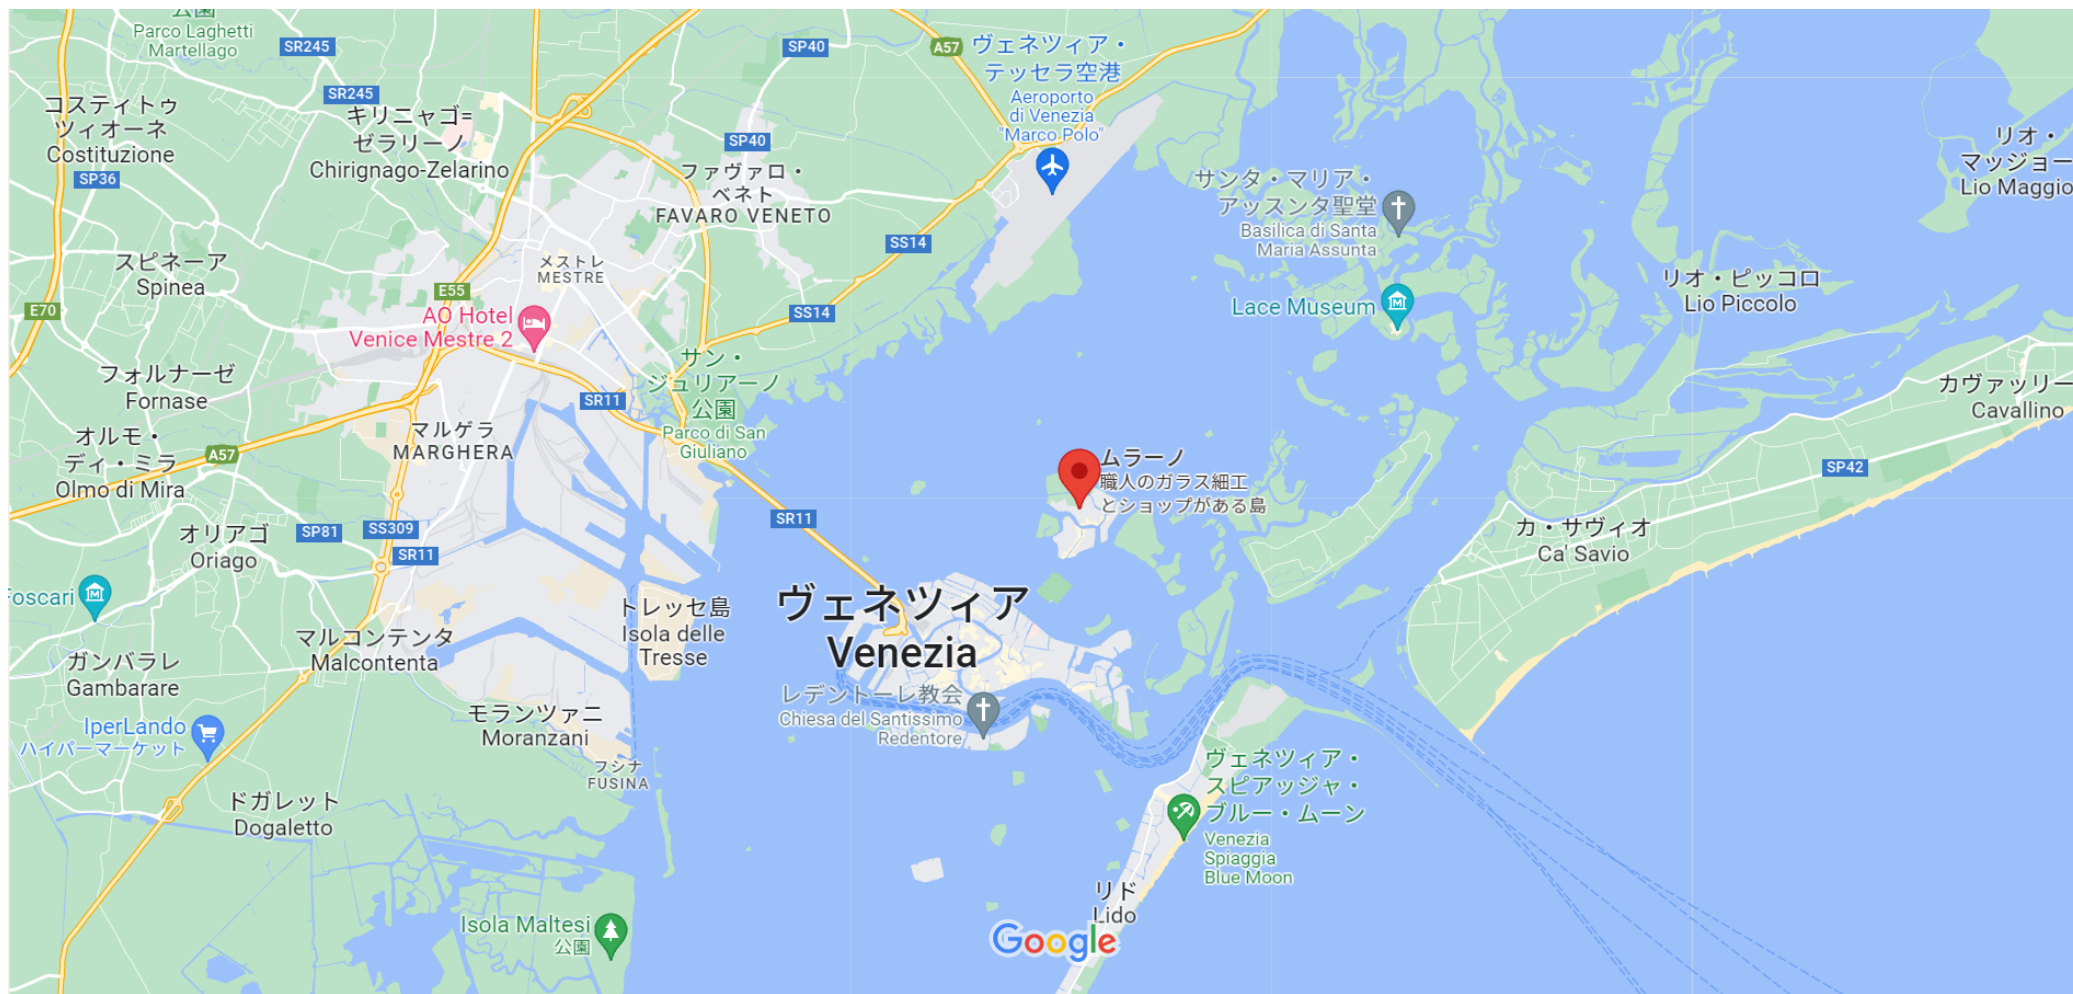 公園
Parco Laghetti
Martellago
SR245
SP40
A57
ヴェネツィア・
テッセラ空港
Aeroporto
di Venezia
"Marco Polo"
コスティトゥ
ツィオーネ
Costituzione
SP36
SR245
キリニャゴ=
ゼラリーノ
Chirignago-Zelarino
SP40
ファヴァロ・
ベネト
FAVARO VENETO
サンタ・マリア・
アッスンタ聖堂
Basilica di Santa
Maria Assunta
リオ・
マッジョー
Lio Maggio
SS14
スピネーア
Spinea
メストレ
MESTRE
E55
E70
AO Hotel
Venice Mestre 2
SS14
Lace Museum
リオ・ピッコロ
Lio Piccolo
フォルナーゼ
Fornase
サン・
ジュリアーノ
公園
Parco di San
Giuliano
SR11
カヴァッリー
Cavallino
マルゲラ
MARGHERA
オルモ・
ディ・ミラ
Olmo di Mira
A57
ムラーノ
職人のガラス細工
とショップがある島
SP42
SR11
オリアゴ
Oriago
SP81
SS309
SR11
カ・サヴィオ
Ca' Savio
Foscari
トレッセ島
Isola delle
Tresse
ヴェネツィア
Venezia
マルコンテンタ
Malcontenta
ガンバラレ
Gambarare
レデントーレ教会
Chiesa del Santissimo
Redentore
IperLando
ハイパーマーケット
モランツァニ
Moranzani
フシナ
FUSINA
ヴェネツィア・
スピアッジャ・
ブルー・ムーン
Venezia
Spiaggia
Blue Moon
ドガレット
Dogaletto
リド
Lido
Isola Maltesi
公園
Google